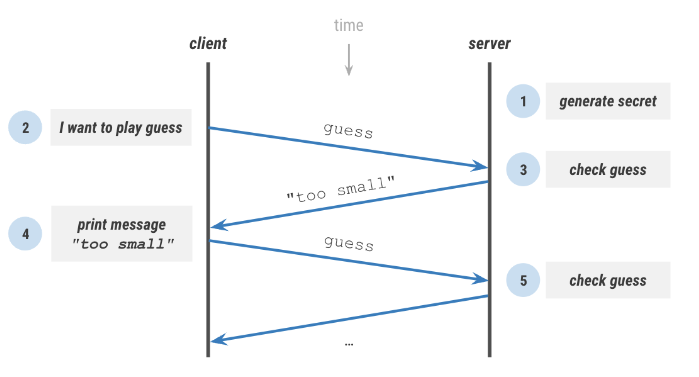 time
client
server
1
generate secret
2
I want to play guess
guess
3
check guess
"too small"
4
print message
"too small"
guess
5
check guess
...